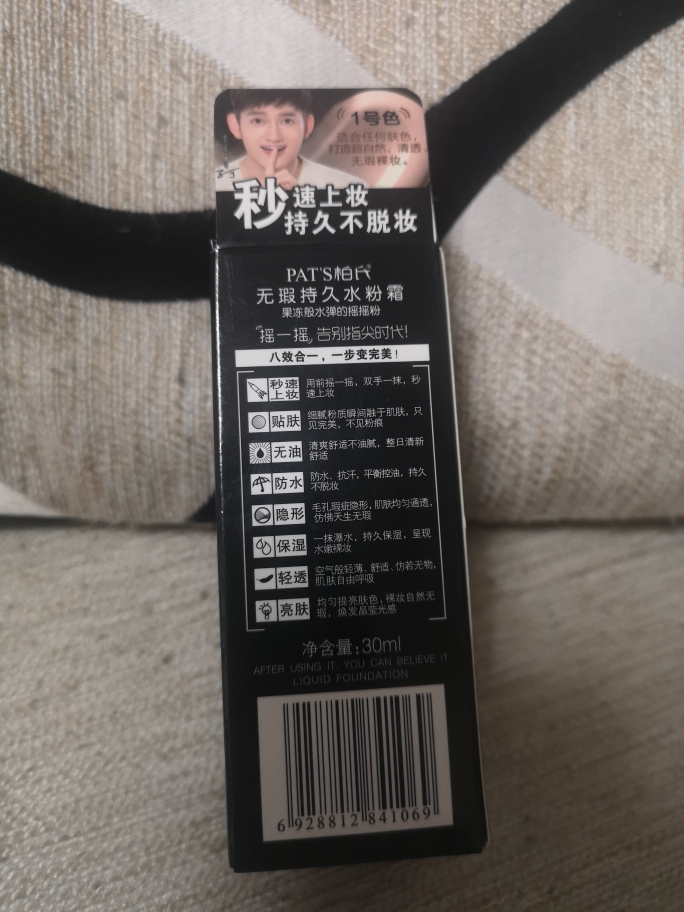 1号色
适合任何肤色，
打造超自然、清透、
无瑕裸妆。
秒速上妆
持久不脱妆
PAT'S柏氏
无瑕持久水粉霜
果冻般水弹的摇摇粉
“摇一摇”告别指尖时代!
八效合一，一步变完美!
秒速上妆 用前摇一摇，双手一抹，秒
速上妆
贴肤 细腻粉质瞬间融于肌肤，只
见完美，不见粉痕
无油 清爽舒适不油腻，整日清新
舒适
防水 防水、抗汗，平衡控油，持久
不脱妆
隐形 毛孔瑕疵隐形，肌肤均匀通透，
仿佛天生无瑕
保湿 一抹瀑水，持久保湿，呈现
水嫩裸妆
轻透 空气般轻薄、舒适、仿若无物，
肌肤自由呼吸
亮肤 均匀提亮肤色，裸妆自然无
瑕，焕发晶莹光感
净含量:30ml
AFTER USING IT, YOU CAN BELIEVE IT
LIQUID FOUNDATION
6 928812 841069